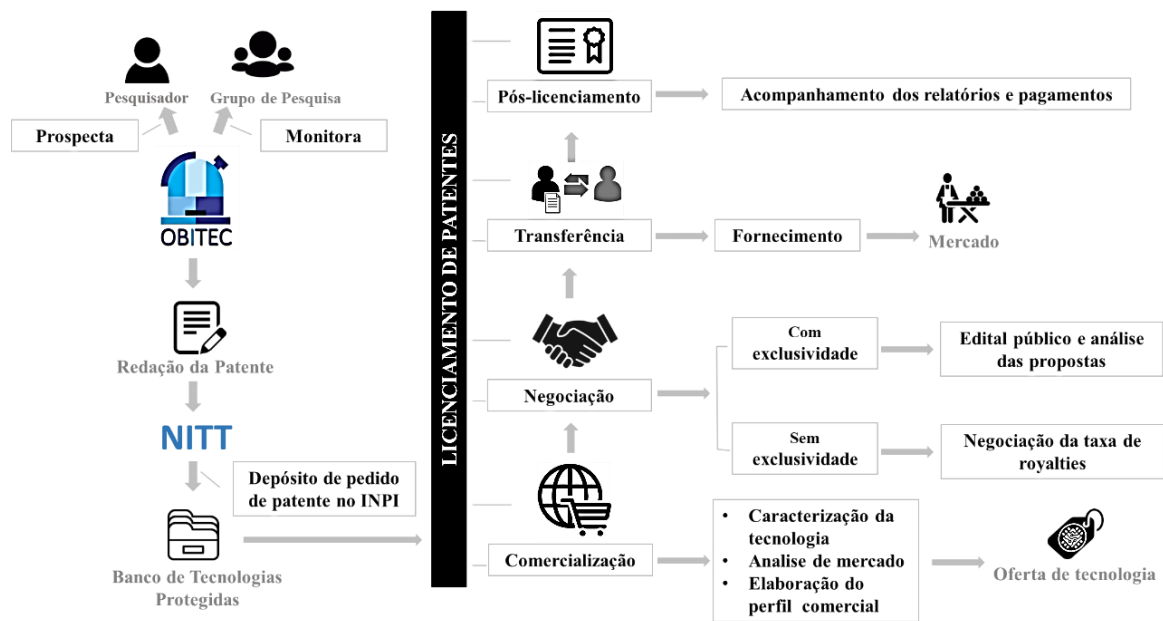 Pesquisador
Grupo de Pesquisa
Prospecta
Monitora
OBITEC
Redação da Patente
NITT
Depósito de pedido
de patente no INPI
Banco de Tecnologias
Protegidas
LICENCIAMENTO DE PATENTES
Pós-licenciamento
Acompanhamento dos relatórios e pagamentos
Transferência
Fornecimento
Mercado
Negociação
Com
exclusividade
Edital público e análise
das propostas
Sem
exclusividade
Negociação da taxa de
royalties
Comercialização
• Caracterização da
tecnologia
• Analise de mercado
• Elaboração do
perfil comercial
Oferta de tecnologia